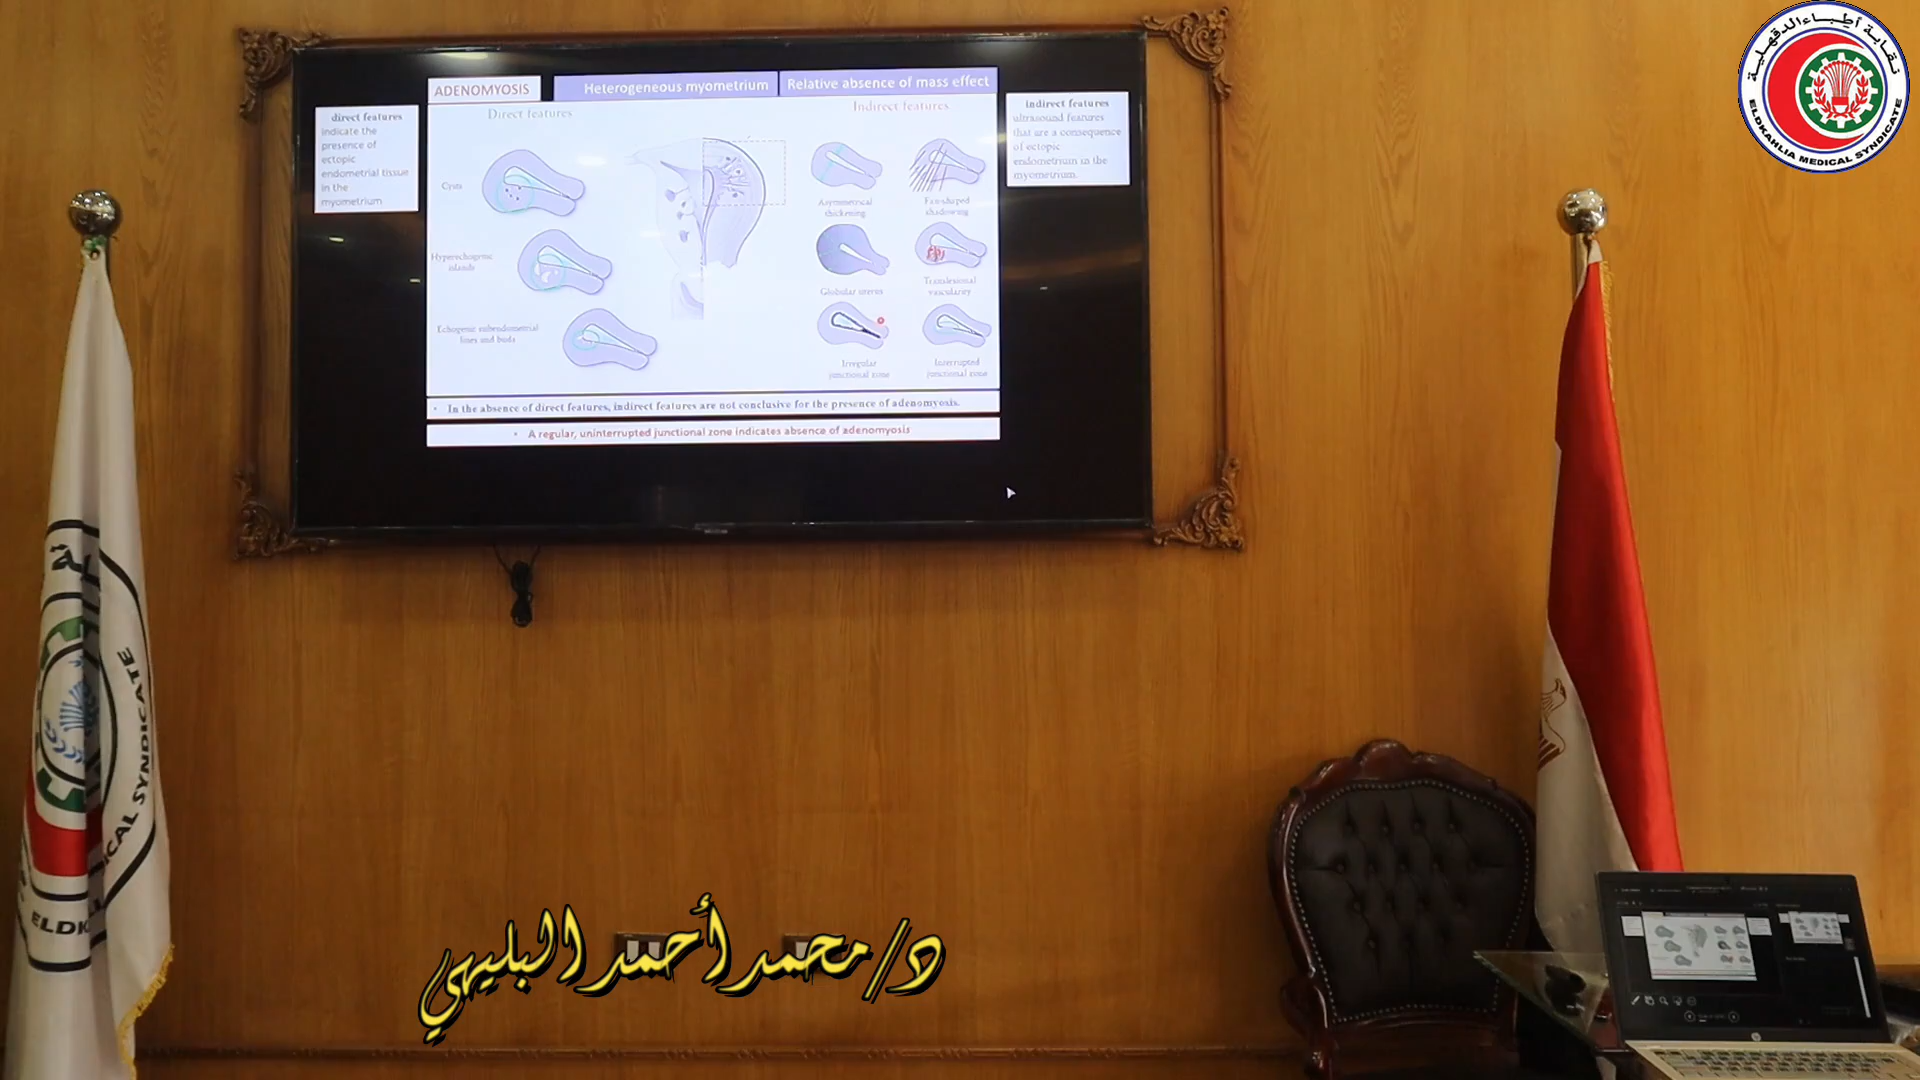 ADENOMYOSIS
Heterogeneous myometrium
Relative absence of mass effect
direct features
indicate the
presence of
ectopic
endometrial tissue
in the
myometrium
Direct features
Cysts
Hyperechogenic
islands
Echogenic subendometrial
lines and buds
Indirect features
Asymmetrical
thickening
Fan-shaped
shadowing
Globular uterus
Translesional
vascularity
Irregular
junctional zone
Interrupted
junctional zone
indirect features
ultrasound features
that are a consequence
of ectopic
endometrium in the
myometrium.
• In the absence of direct features, indirect features are not conclusive for the presence of adenomyosis.
• A regular, uninterrupted junctional zone indicates absence of adenomyosis
نقابة أطباء الدقهلية
ELDKAHLIA MEDICAL SYNDICATE
ICAL SYNDICATE
ELDK
د/محمد أحمد البليهي